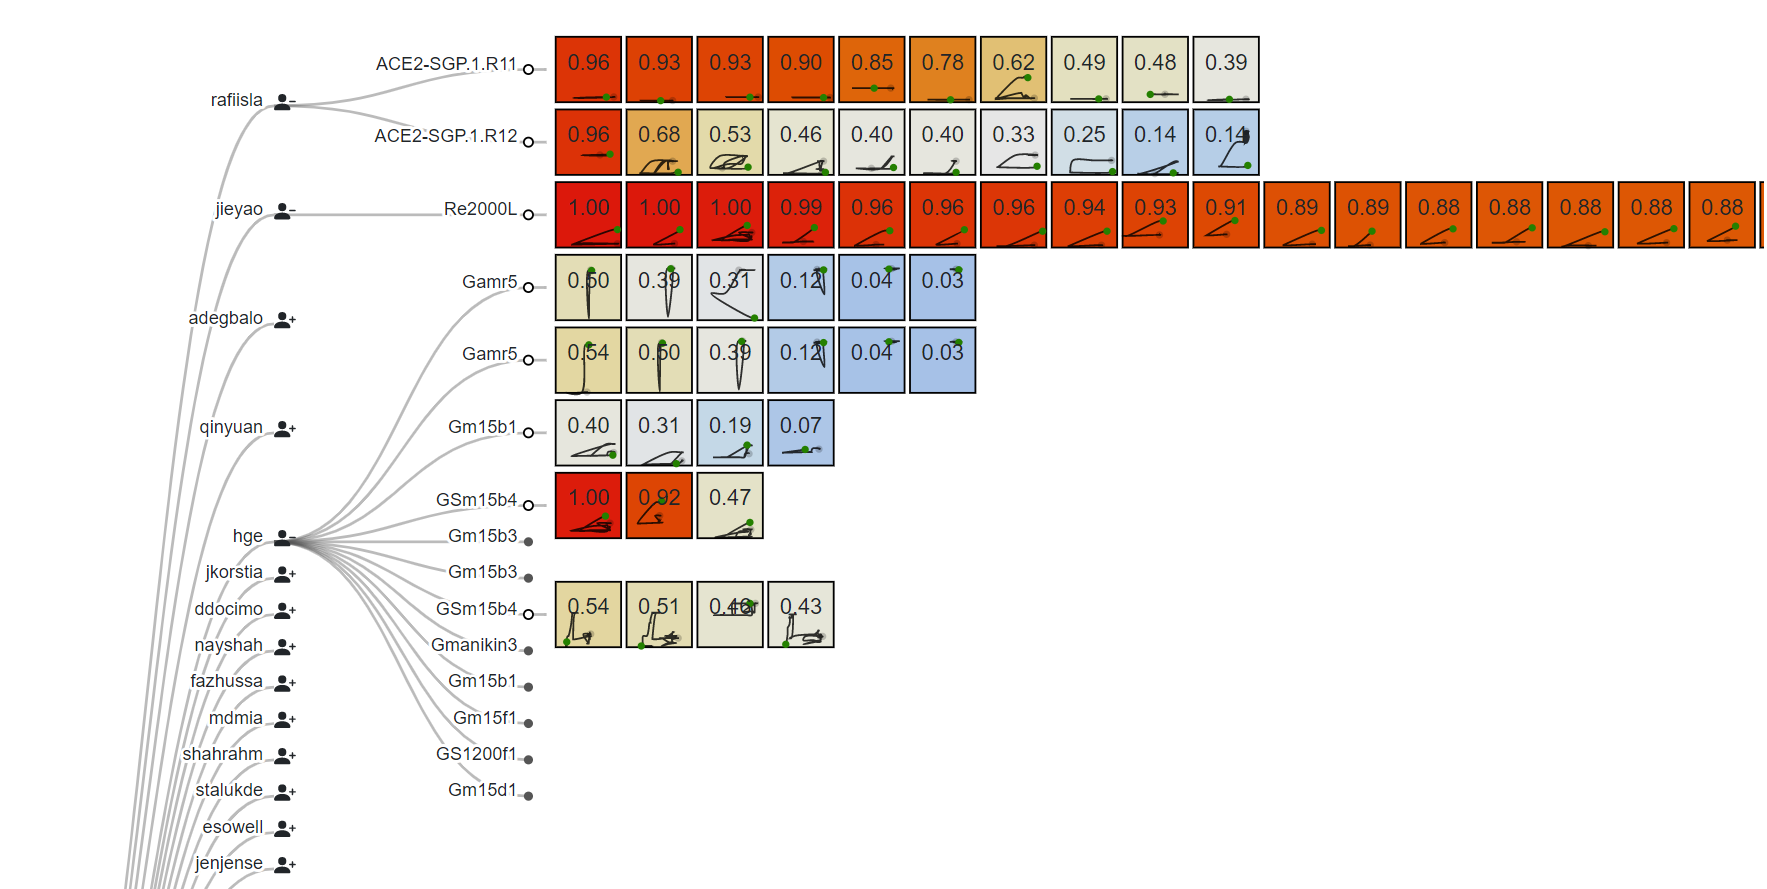 ACE2-SGP.1.R11 0.96 0.93 0.93 0.90 0.85 0.78 0.62 0.49 0.48 0.39
rafiisla
ACE2-SGP.1.R12 0.96 0.68 0.53 0.46 0.40 0.40 0.33 0.25 0.14 0.14
jieyao Re2000L 1.00 1.00 1.00 0.99 0.96 0.96 0.96 0.94 0.93 0.91 0.89 0.89 0.88 0.88 0.88 0.88 0.88
Gamr5 0.50 0.39 0.31 0.12 0.04 0.03
adegbalo
Gamr5 0.54 0.50 0.39 0.12 0.04 0.03
qinyuan Gm15b1 0.40 0.31 0.19 0.07
GSm15b4 1.00 0.92 0.47
hge Gm15b3
jkorstia Gm15b3
ddocimo GSm15b4 0.54 0.51 0.46 0.43
nayshah Gmanikin3
fazhussa Gm15b1
mdmia Gm15f1
shahrahm GS1200f1
stalukde Gm15d1
esowell
jenjense